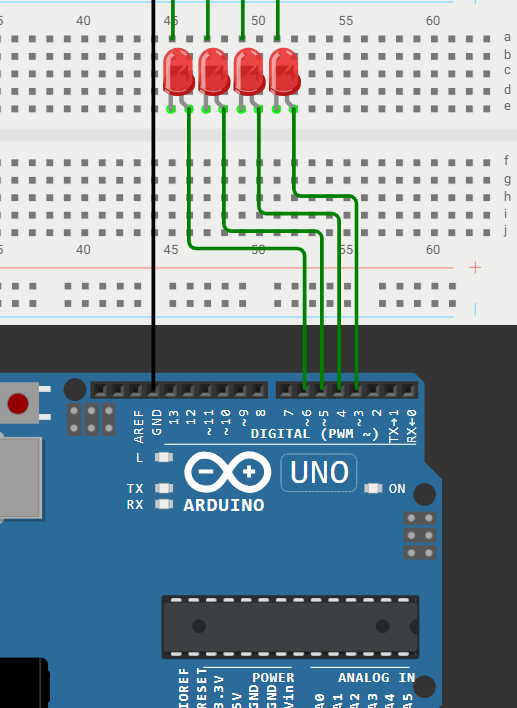 40 45 50 55 60
a
b
c
d
e
f
g
h
i
j
40 45 50 55 60
AREF GND 13 12 ~11 ~10 ~9 8 7 ~6 ~5 4 ~3 2 TX→1 RX←0
DIGITAL (PWM ~)
L
TX
RX
UNO
ON
ARDUINO
IOREF RESET 3.3V 5V GND GND Vin A0 A1 A2 A3 A4 A5
POWER ANALOG IN